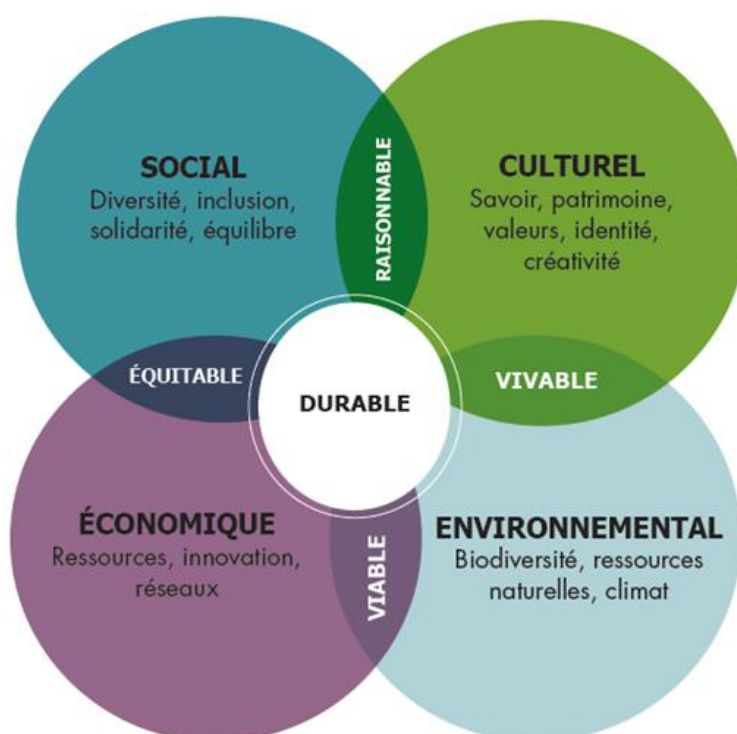 SOCIAL
Diversité, inclusion,
solidarité, équilibre
RAISONNABLE
CULTUREL
Savoir, patrimoine,
valeurs, identité,
créativité
ÉQUITABLE
DURABLE
VIVABLE
ÉCONOMIQUE
Ressources, innovation,
réseaux
VIABLE
ENVIRONNEMENTAL
Biodiversité, ressources
naturelles, climat